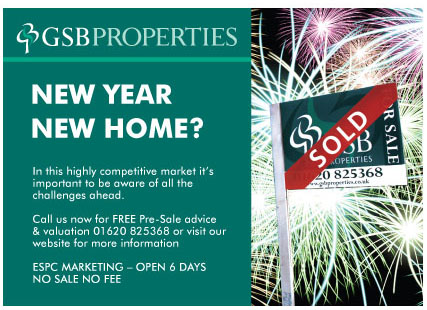 GSBPROPERTIES
NEW YEAR
NEW HOME?
In this highly competitive market it's
important to be aware of all the
challenges ahead.
Call us now for FREE Pre-Sale advice
& valuation 01620 825368 or visit our
website for more information
ESPC MARKETING – OPEN 6 DAYS
NO SALE NO FEE
FOR SALE
SOLD
GSB
PROPERTIES
01620 825368
www.gsbproperties.co.uk